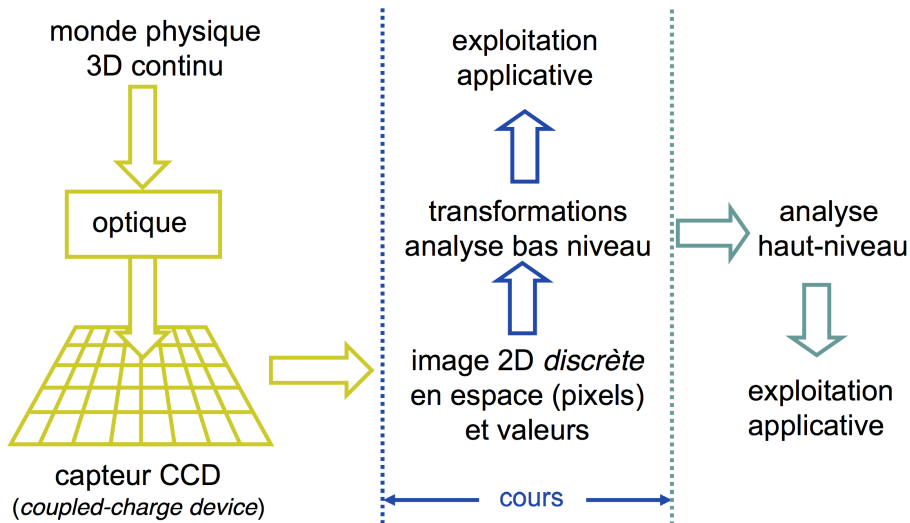 monde physique
3D continu
optique
capteur CCD
(coupled-charge device)
exploitation
applicative
transformations
analyse bas niveau
image 2D discrète
en espace (pixels)
et valeurs
cours
analyse
haut-niveau
exploitation
applicative